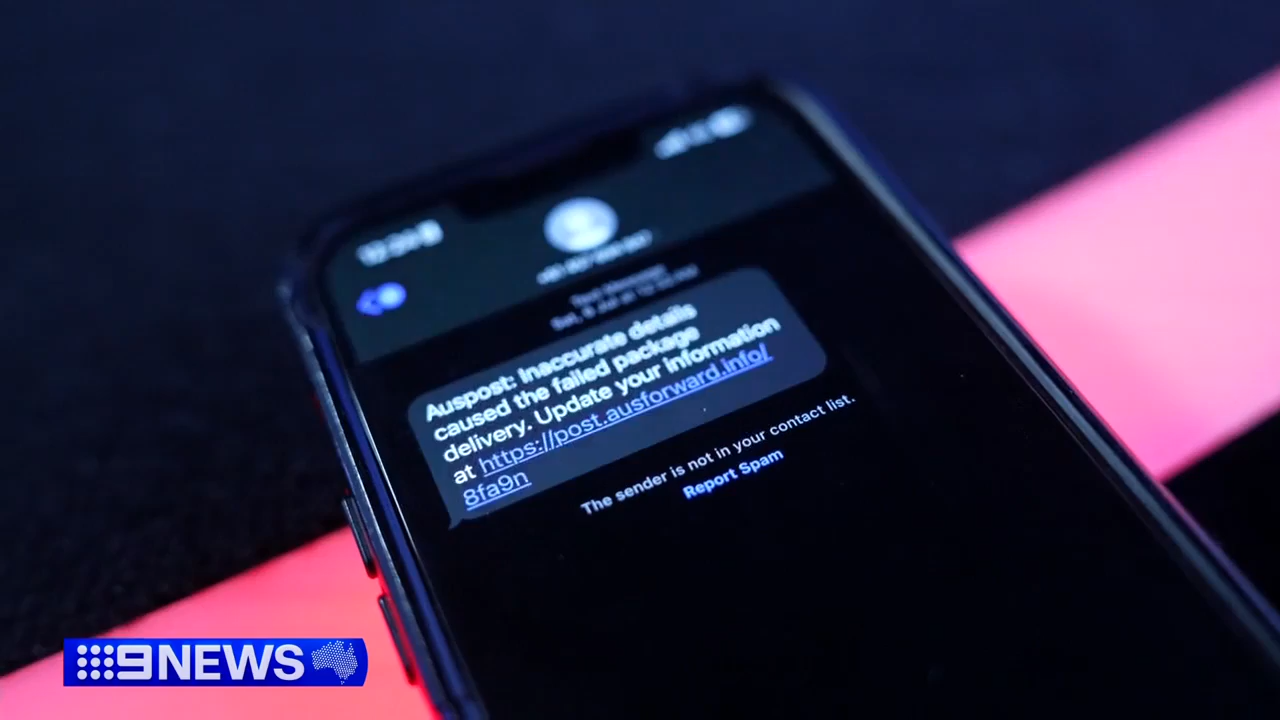 Auspost: Inaccurate details
caused the failed package
delivery. Update your information
at https://post.ausforward.info/
8fa9n
The sender is not in your contact list.
Report Spam
9NEWS